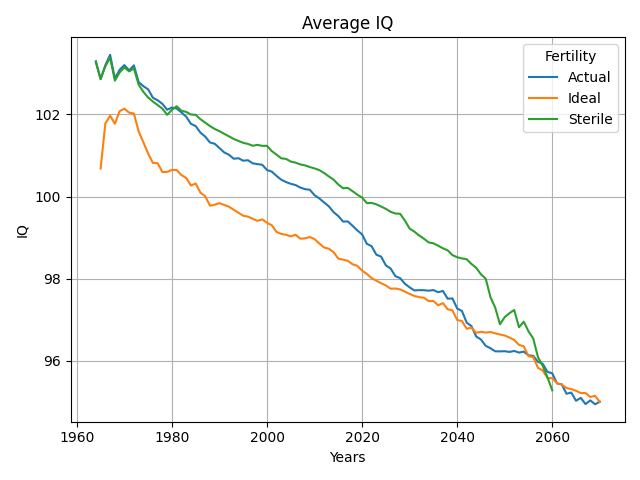 Average IQ
Fertility
Actual
Ideal
Sterile
IQ
102
100
98
96
1960
1980
2000
2020
2040
2060
Years